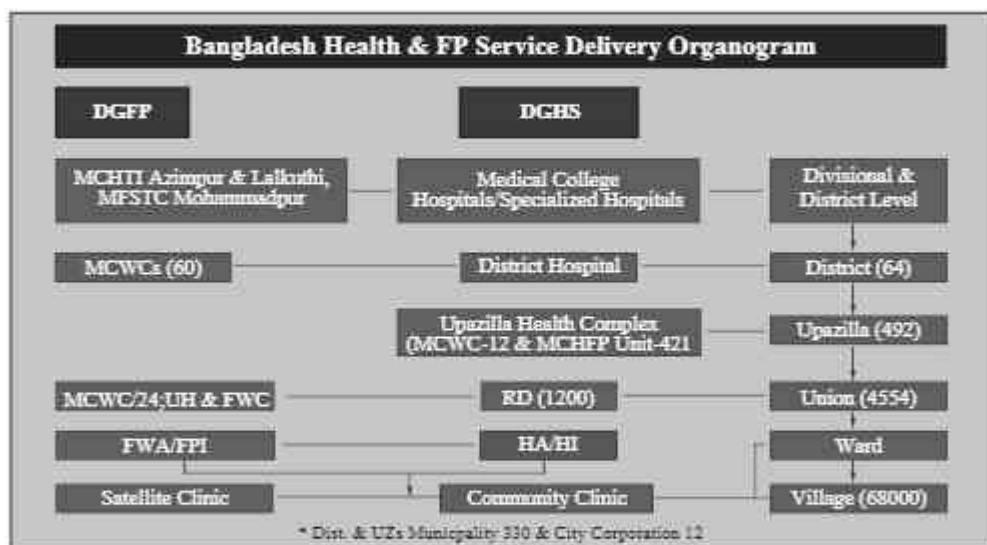 Bangladesh Health & FP Service Delivery Organogram
DGFP
DGHS
MCHTI Azimpur & Lalkuthi,
MFSTC Mohammadpur
Medical College
Hospitals/Specialized Hospitals
Divisional &
District Level
MCWCs (60)
District Hospital
District (64)
Upazilla Health Complex
(MCWC-12 & MCHFP Unit-421
Upazilla (492)
MCWC/24;UH & FWC
RD (1200)
Union (4554)
FWA/FPI
HA/HI
Ward
Satellite Clinic
Community Clinic
Village (68000)
* Dist. & UZs Municpality 330 & City Corporation 12